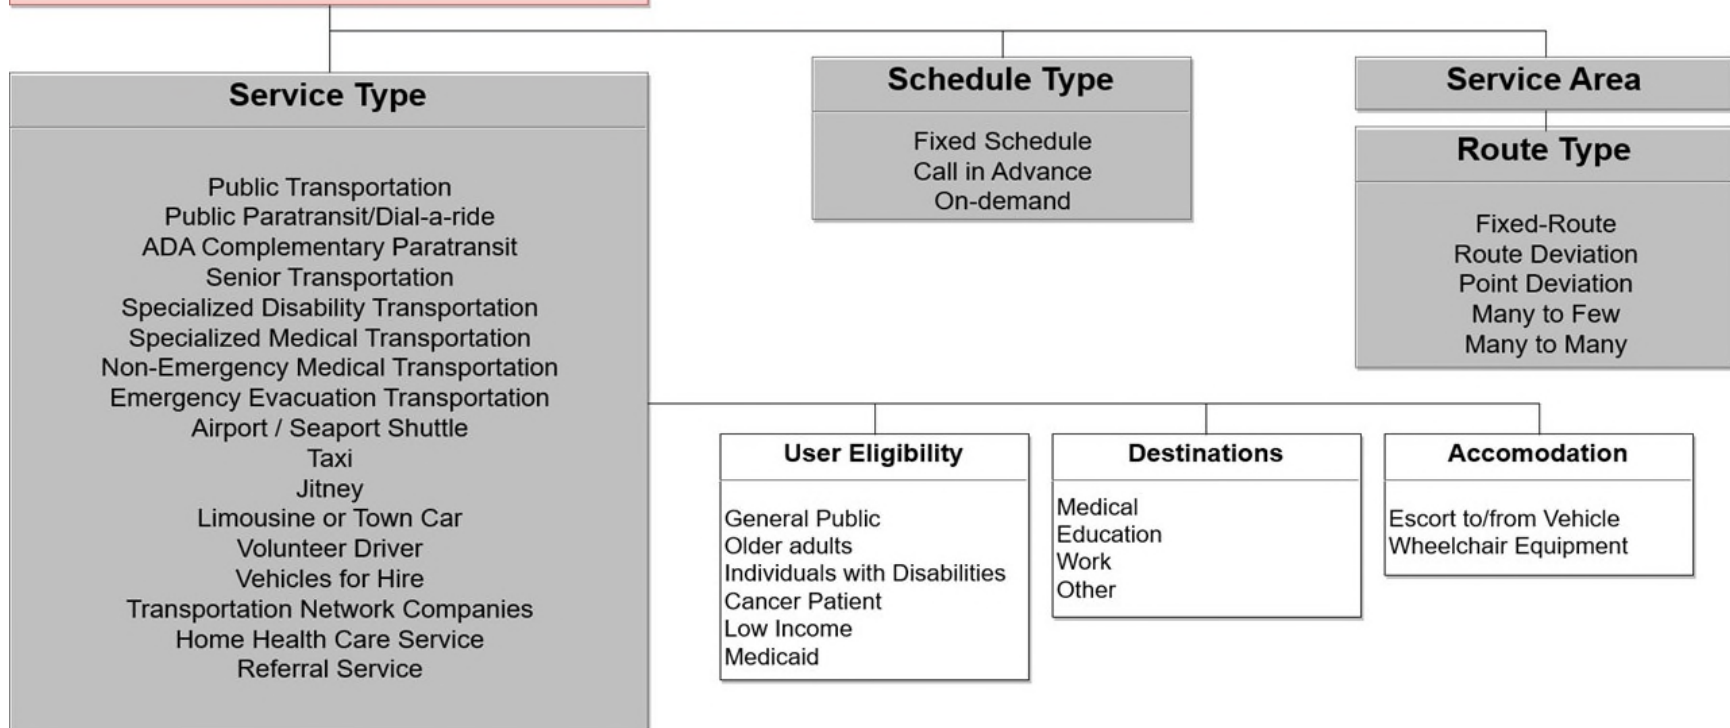 Service Type
Public Transportation
Public Paratransit/Dial-a-ride
ADA Complementary Paratransit
Senior Transportation
Specialized Disability Transportation
Specialized Medical Transportation
Non-Emergency Medical Transportation
Emergency Evacuation Transportation
Airport / Seaport Shuttle
Taxi
Jitney
Limousine or Town Car
Volunteer Driver
Vehicles for Hire
Transportation Network Companies
Home Health Care Service
Referral Service
Schedule Type
Fixed Schedule
Call in Advance
On-demand
Service Area
Route Type
Fixed-Route
Route Deviation
Point Deviation
Many to Few
Many to Many
User Eligibility
General Public
Older adults
Individuals with Disabilities
Cancer Patient
Low Income
Medicaid
Destinations
Medical
Education
Work
Other
Accomodation
Escort to/from Vehicle
Wheelchair Equipment